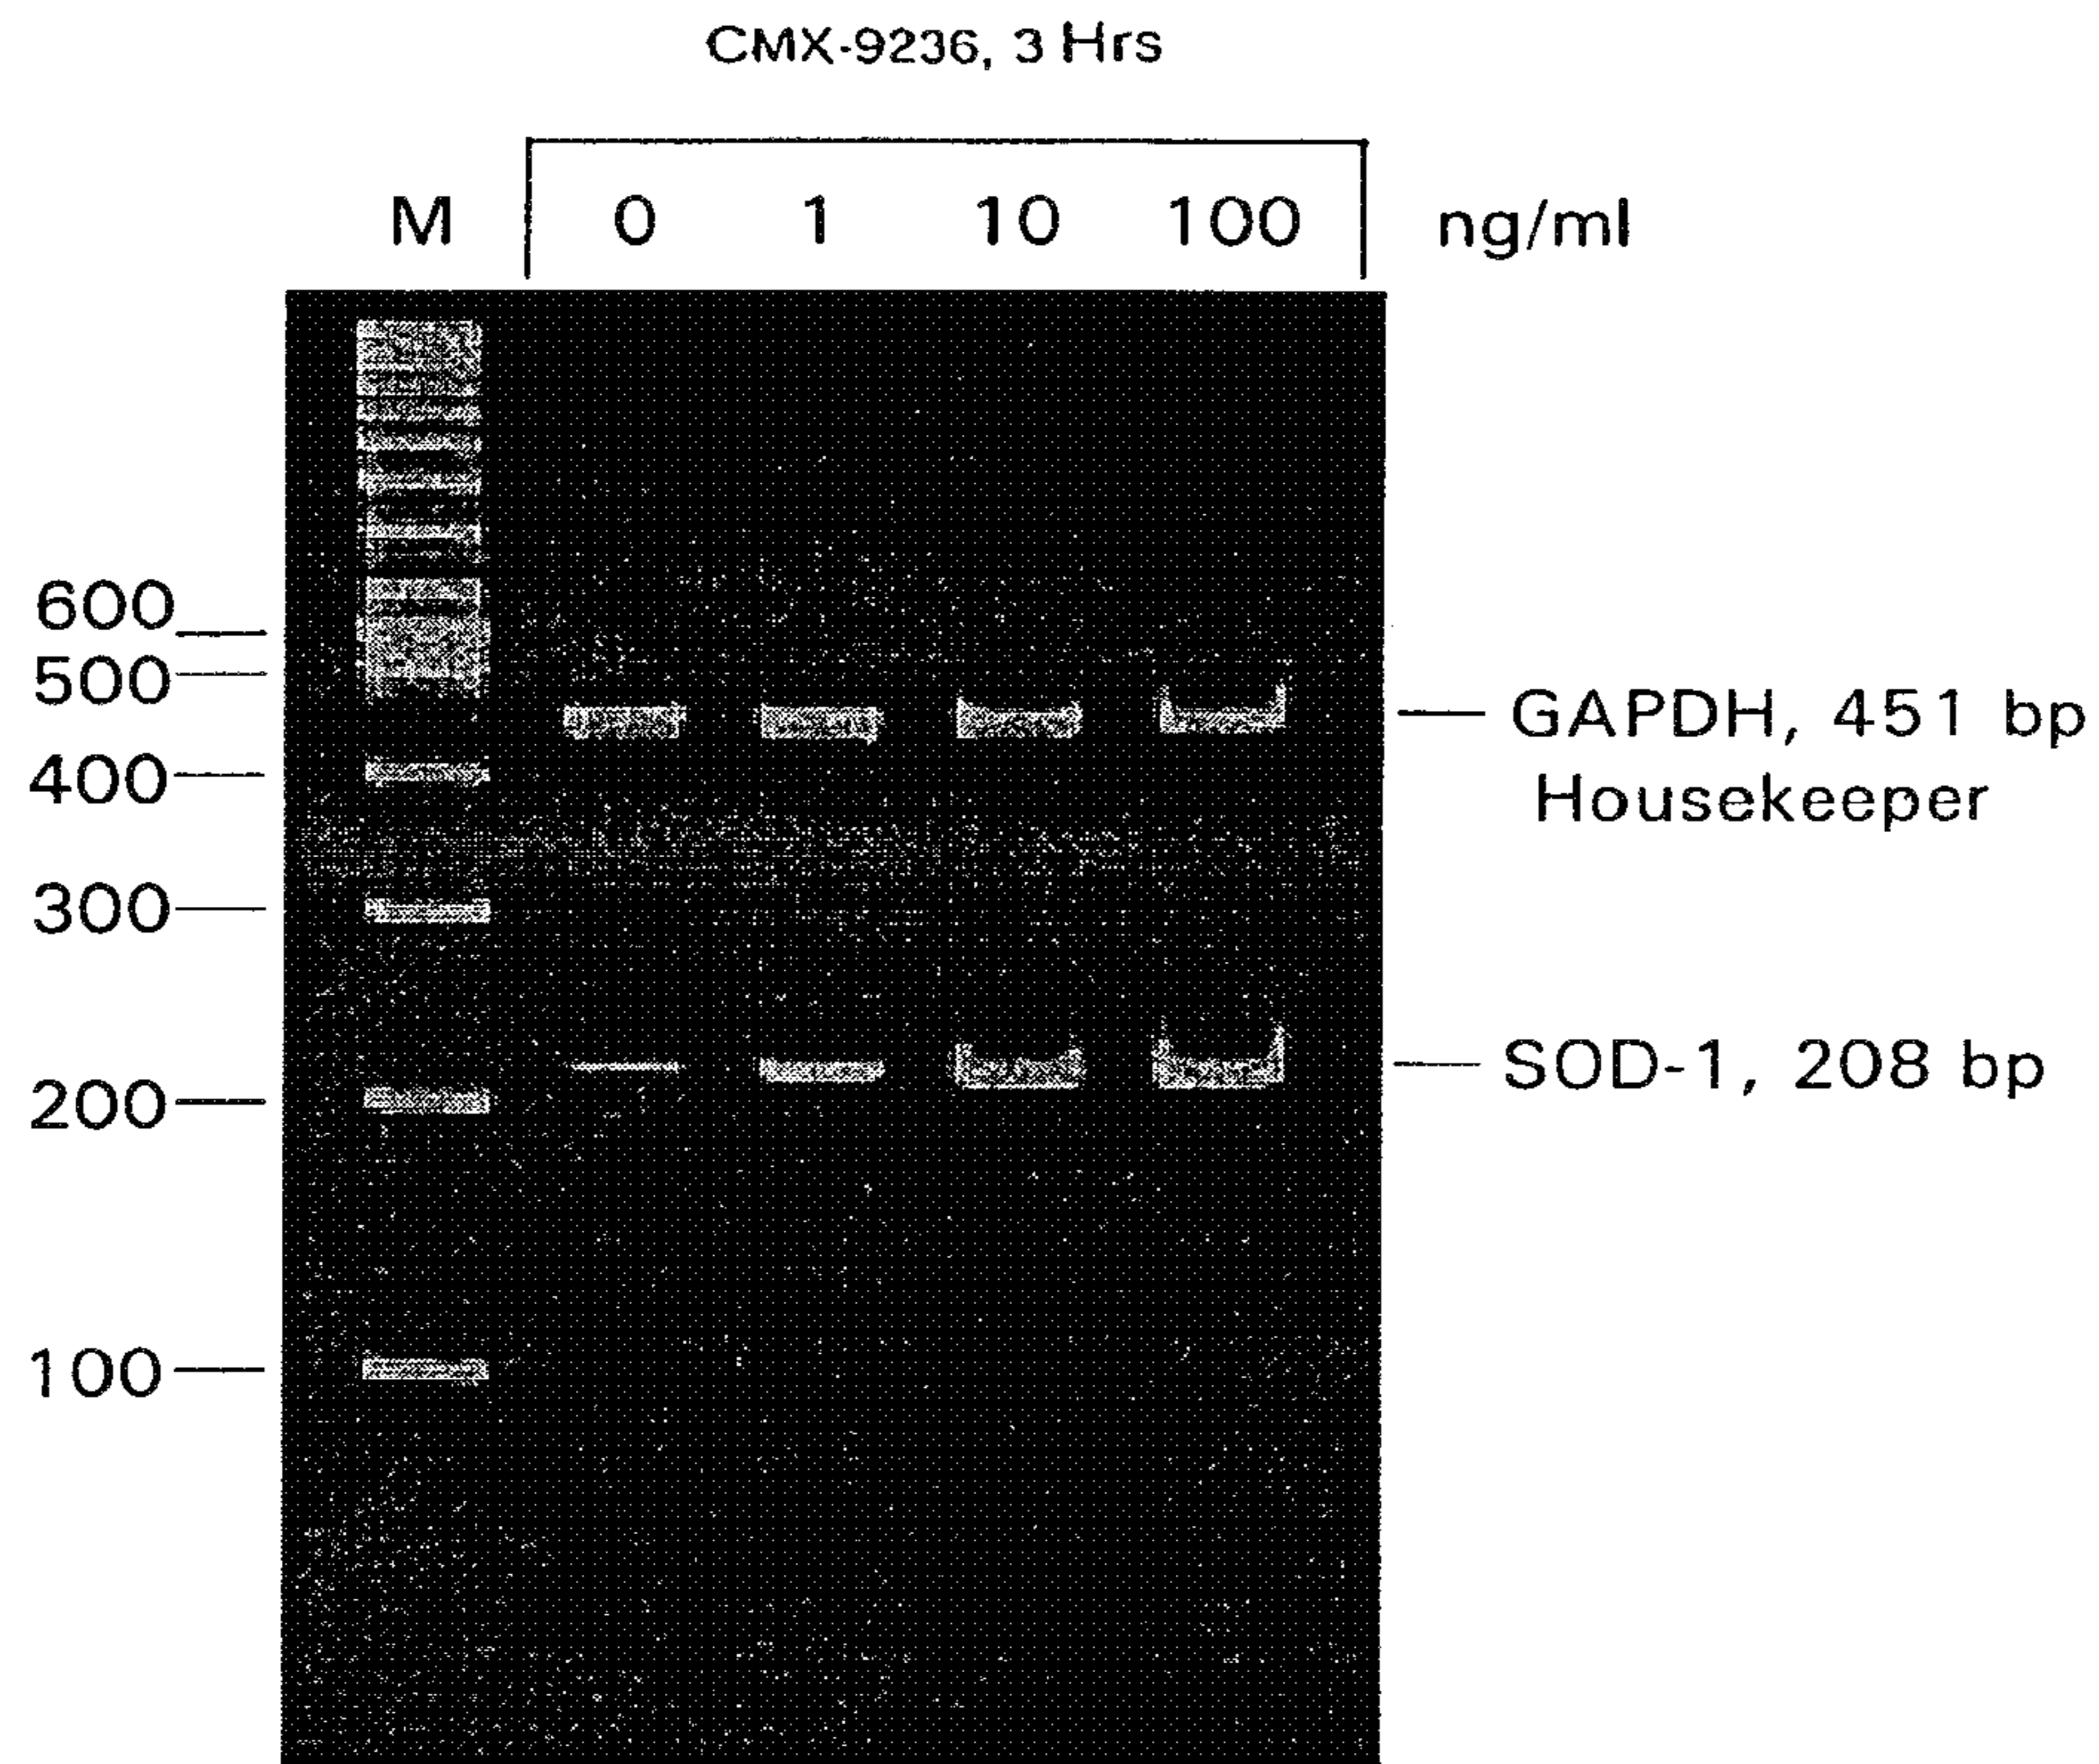 CMX-9236, 3 Hrs
M 0 1 10 100 ng/ml
600
500
GAPDH, 451 bp
400
Housekeeper
300
SOD-1, 208 bp
200
100